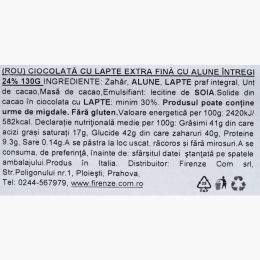 (ROU) CIOCOLATĂ CU LAPTE EXTRA FINĂ CU ALUNE ÎNTREGI
24% 130G INGREDIENTE: Zahăr, ALUNE, LAPTE praf integral, Unt
de cacao,Masă de cacao,Emulsifiant: lecitine de SOIA.Solide din
cacao în ciocolata cu LAPTE: minim 30%. Produsul poate conține
urme de migdale. Fără gluten.Valoare energetică per 100g: 2420kJ/
582kcal. Declarație nutrițională medie per 100g: Grăsimi 41g din care
acizi grași saturați 17g, Glucide 42g din care zaharuri 40g, Proteine
9.3g, Sare 0.14g.A se păstra la loc uscat, răcoros și fără mirosuri.A se
consuma, de preferință, înainte de: sfârșitul datei ștanțată pe spatele
ambalajului. Produs în Italia. Distribuit: Firenze Com srl,
Str.Poligonului nr.1, Ploiești, Prahova,
Tel: 0244-567979, www.firenze.com.ro